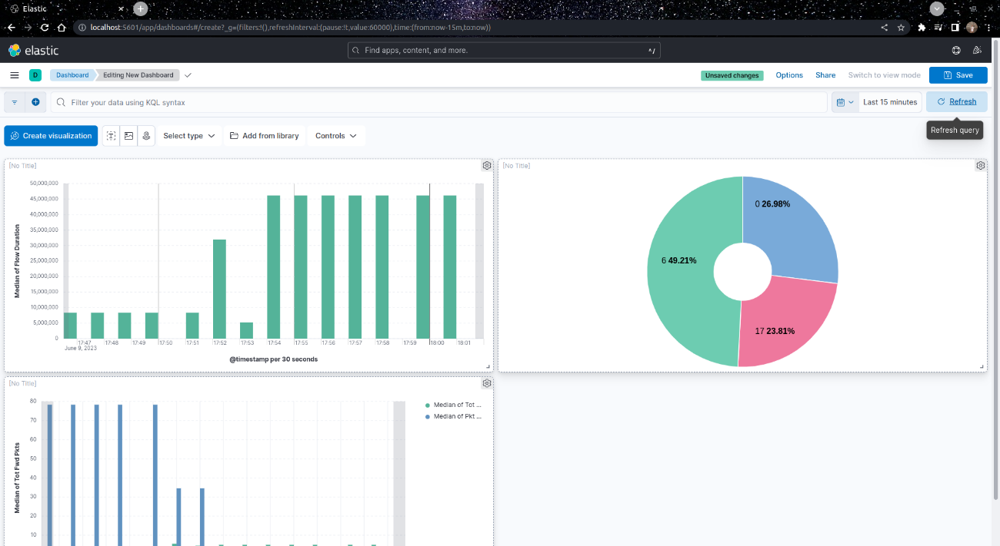 Elastic
localhost:5601/app/dashboards#/create?_g=(filters:!(),refreshInterval:(pause:!t,value:60000),time:(from:now-15m,to:now))
elastic
Find apps, content, and more.
^/
D
Dashboard
Editing New Dashboard
Unsaved changes
Options
Share
Switch to view mode
Save
Filter your data using KQL syntax
Last 15 minutes
Refresh
Refresh query
Create visualization
Select type
Add from library
Controls
[No Title]
50,000,000
45,000,000
40,000,000
35,000,000
30,000,000
25,000,000
20,000,000
15,000,000
10,000,000
5,000,000
0
Median of Flow Duration
17:47 17:48 17:49 17:50 17:51 17:52 17:53 17:54 17:55 17:56 17:57 17:58 17:59 18:00 18:01
June 9, 2023
@timestamp per 30 seconds
[No Title]
0 26.98%
6 49.21%
17 23.81%
[No Title]
80
70
60
50
40
30
20
10
Median of Tot Fwd Pkts
Median of Tot ...
Median of Pkt ...